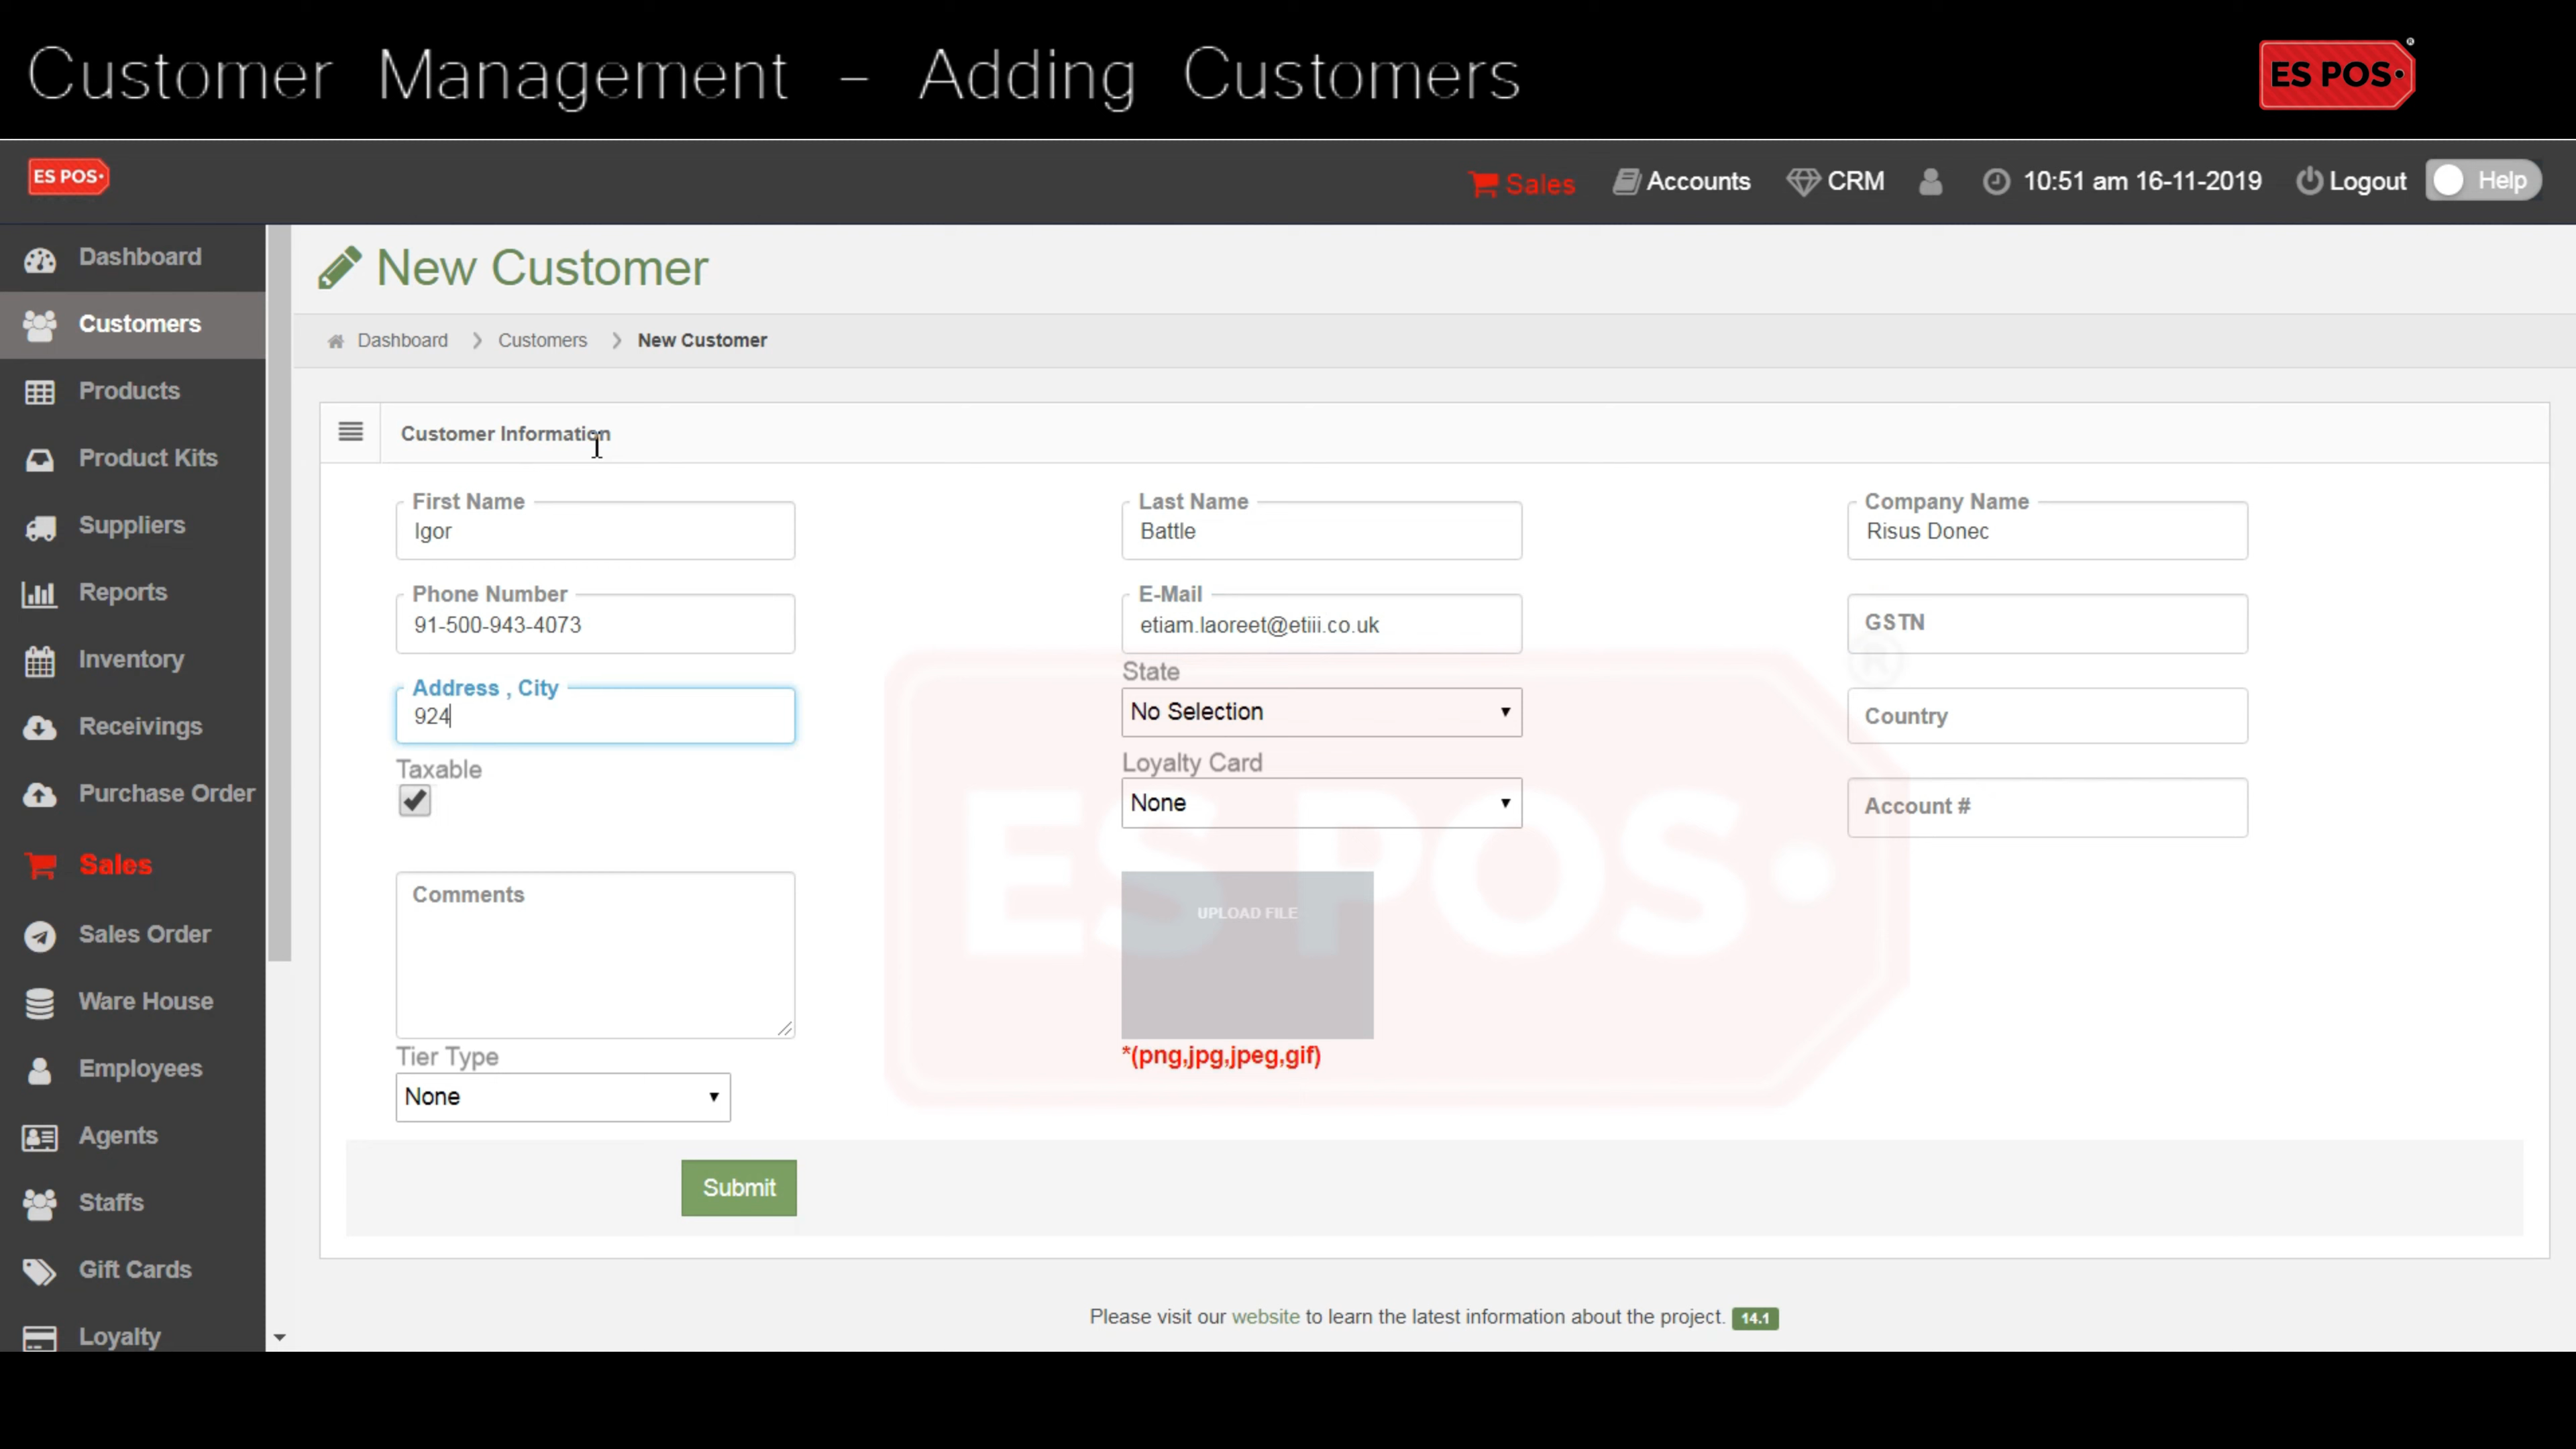 Customer Management - Adding Customers
ES POS®
ES POS
Sales
Accounts
CRM
10:51 am 16-11-2019
Logout
Help
Dashboard
Customers
Products
Product Kits
Suppliers
Reports
Inventory
Receivings
Purchase Order
Sales
Sales Order
Ware House
Employees
Agents
Staffs
Gift Cards
Loyalty
New Customer
Dashboard > Customers > New Customer
Customer Information
First Name
Igor
Last Name
Battle
Company Name
Risus Donec
Phone Number
91-500-943-4073
E-Mail
etiam.laoreet@etiii.co.uk
GSTN
Address , City
924
State
No Selection
Country
Taxable
Loyalty Card
None
Account #
Comments
UPLOAD FILE
*(png,jpg,jpeg,gif)
Tier Type
None
Submit
ES POS®
Please visit our website to learn the latest information about the project. 14.1